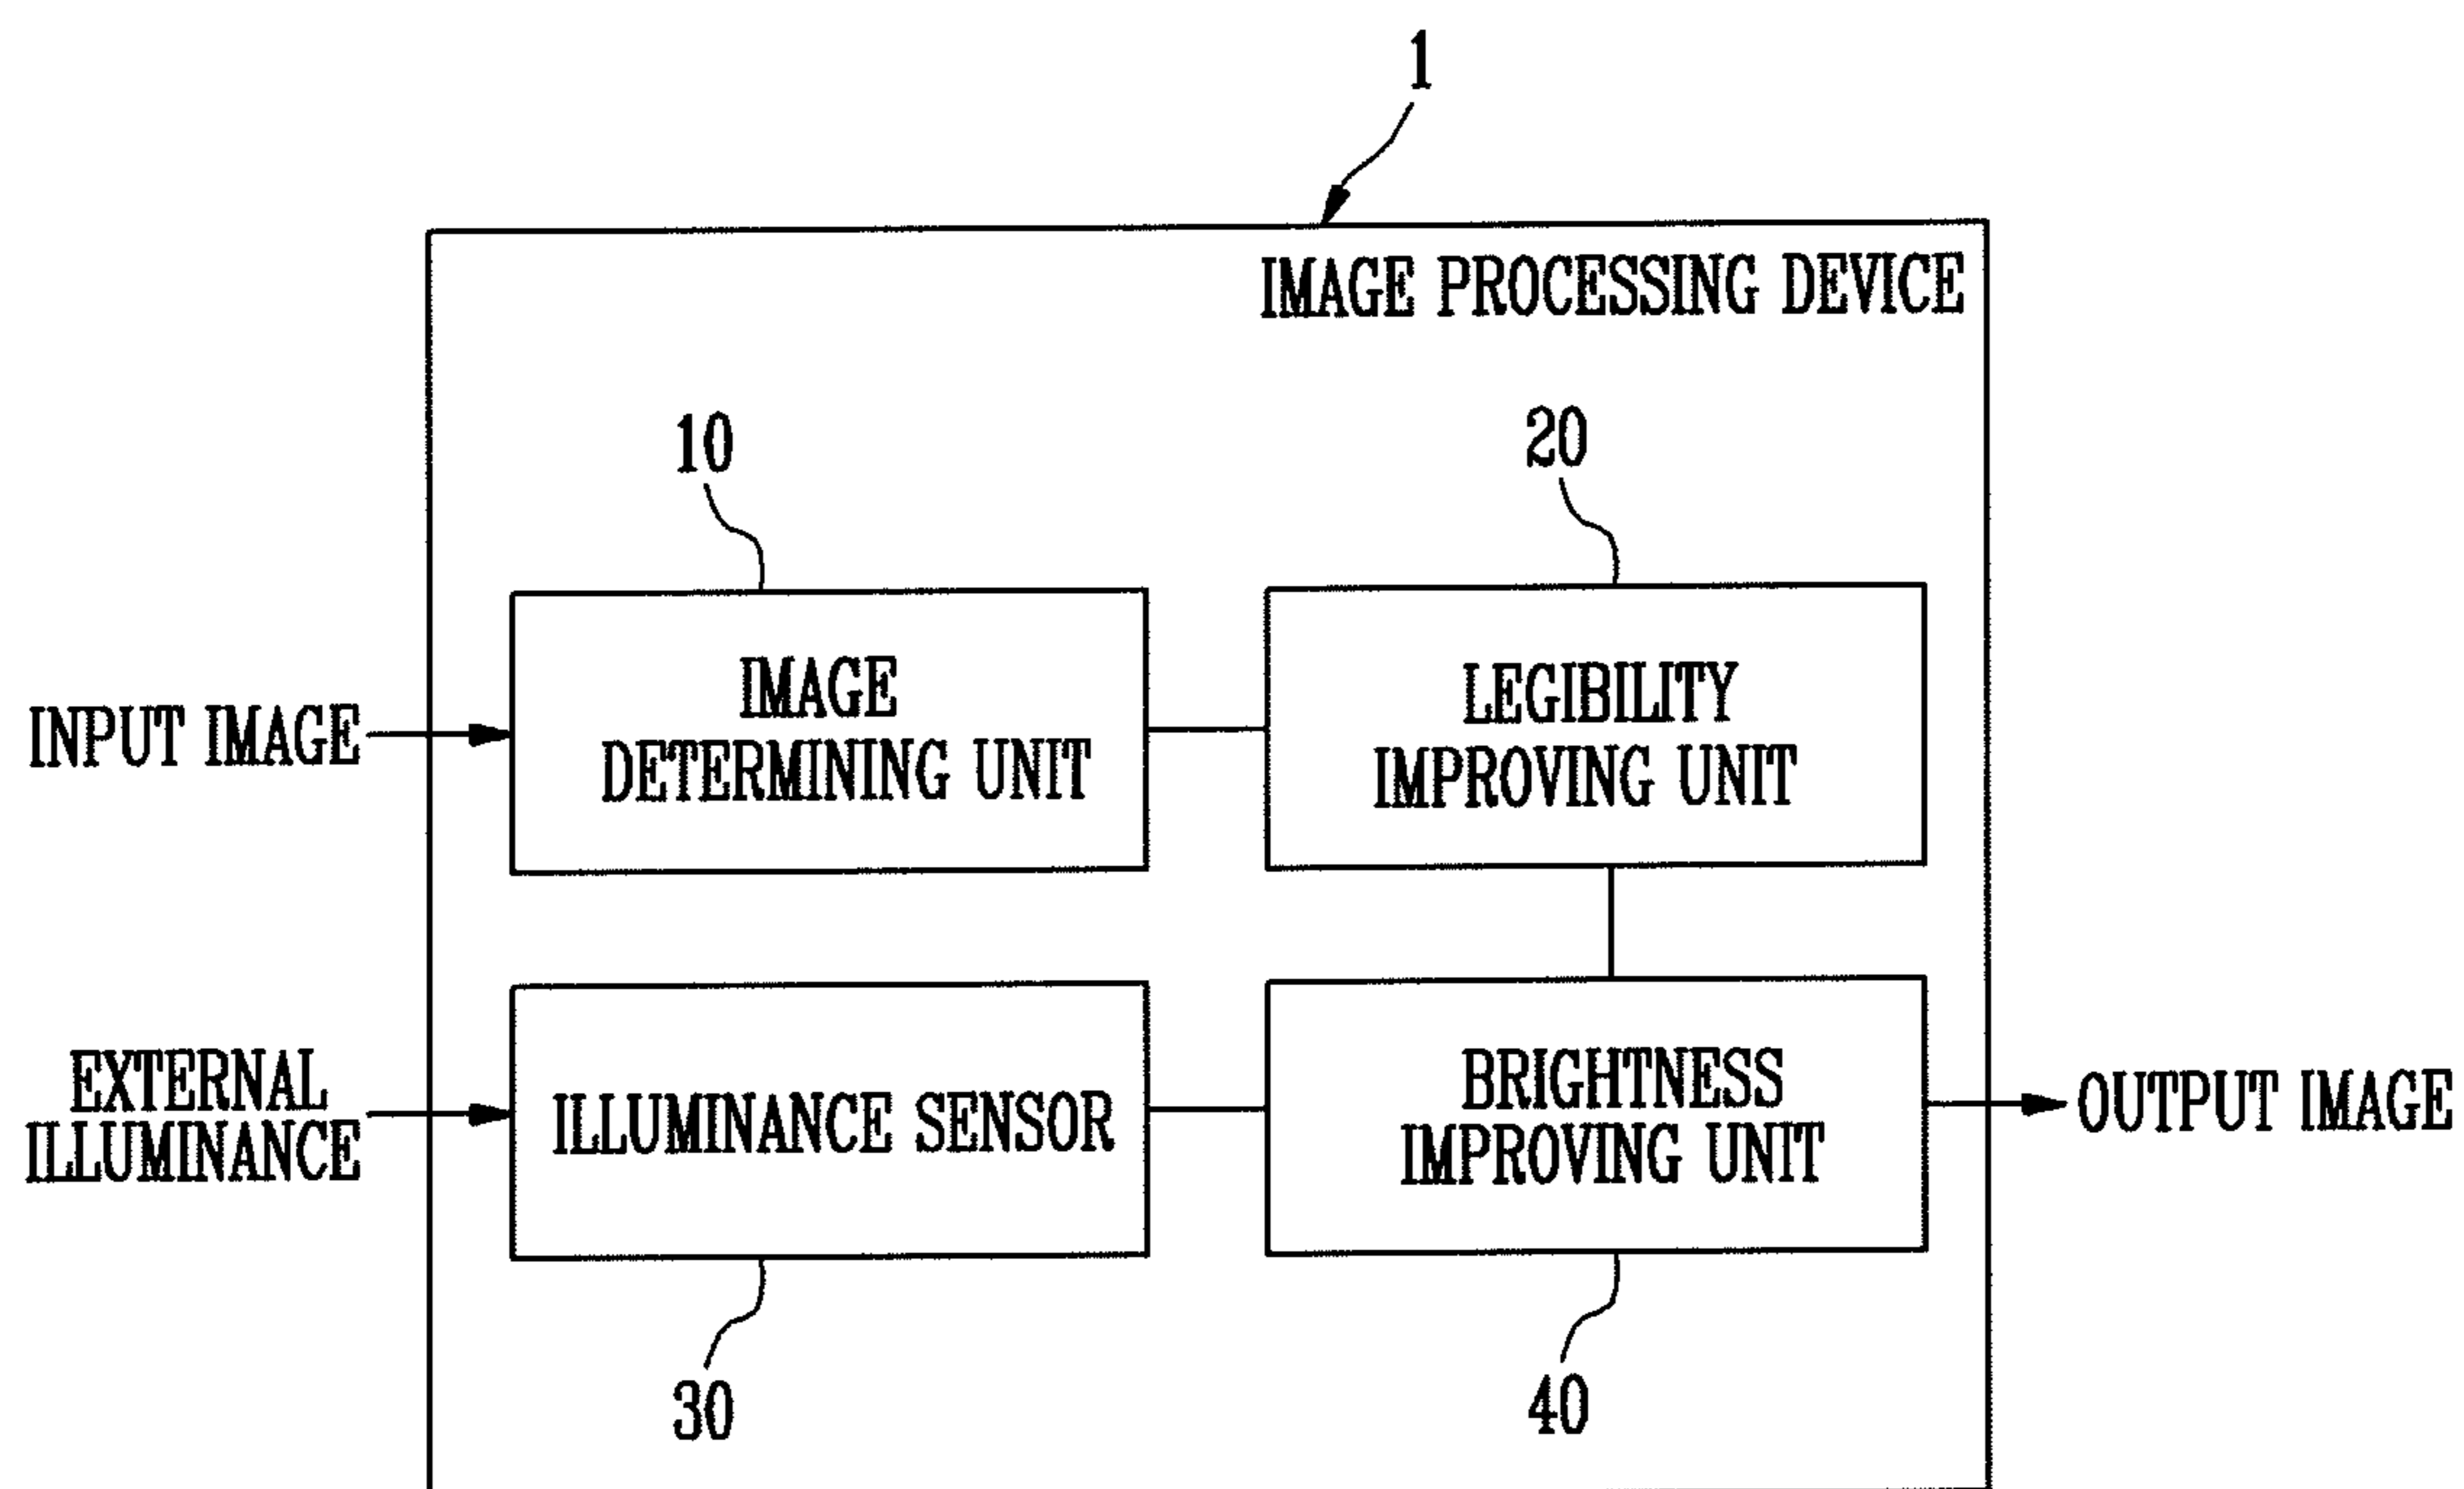 1
IMAGE PROCESSING DEVICE
10
20
INPUT IMAGE
IMAGE
DETERMINING UNIT
LEGIBILITY
IMPROVING UNIT
EXTERNAL
ILLUMINANCE
ILLUMINANCE SENSOR
BRIGHTNESS
IMPROVING UNIT
OUTPUT IMAGE
30
40